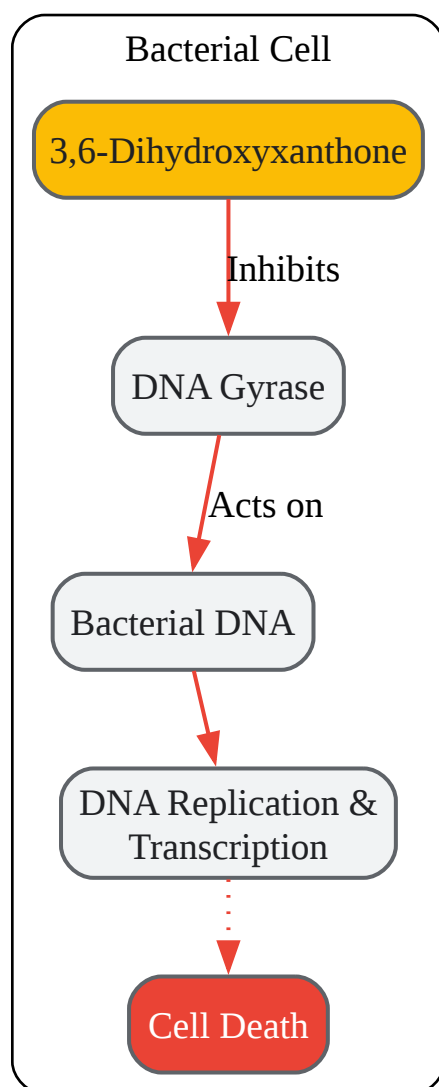 Bacterial Cell
3,6-Dihydroxyxanthone
Inhibits
DNA Gyrase
Acts on
Bacterial DNA
DNA Replication &
Transcription
Cell Death